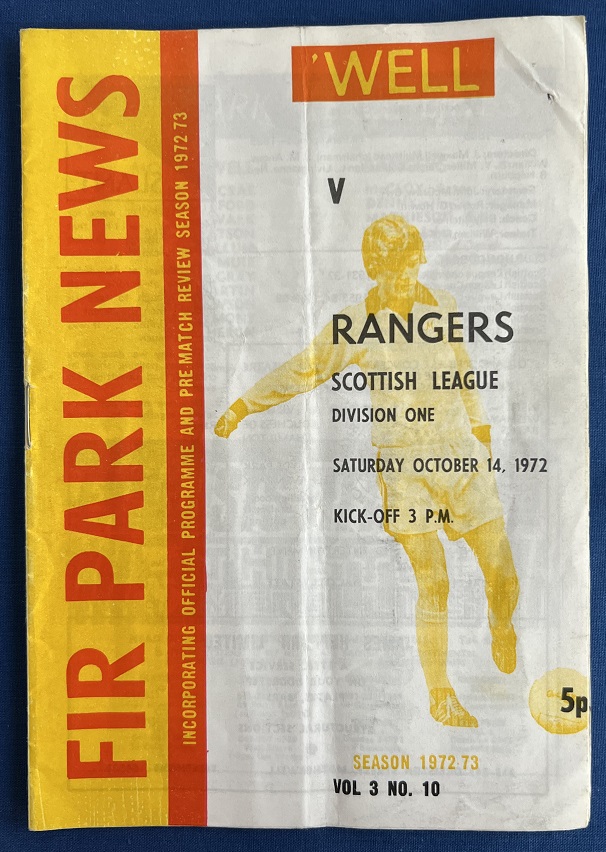 FIR PARK NEWS
INCORPORATING OFFICIAL PROGRAMME AND PRE-MATCH REVIEW SEASON 1972 73
'WELL
V
RANGERS
SCOTTISH LEAGUE
DIVISION ONE
SATURDAY OCTOBER 14, 1972
KICK-OFF 3 P.M.
5p.
SEASON 1972 73
VOL 3 NO. 10